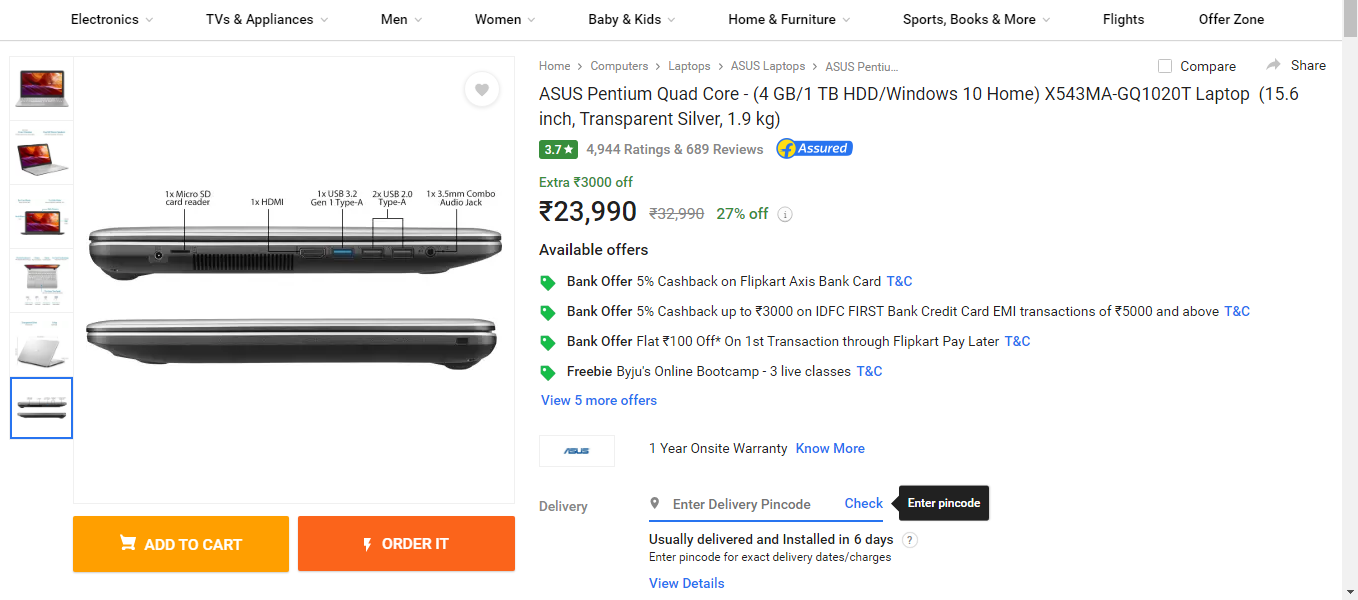 Electronics
TVs & Appliances
Men
Women
Baby & Kids
Home & Furniture
Sports, Books & More
Flights
Offer Zone
Home > Computers > Laptops > ASUS Laptops > ASUS Pentiu...
Compare
Share
ASUS Pentium Quad Core - (4 GB/1 TB HDD/Windows 10 Home) X543MA-GQ1020T Laptop (15.6
inch, Transparent Silver, 1.9 kg)
3.7★ 4,944 Ratings & 689 Reviews
Assured
Extra ₹3000 off
₹23,990 ₹32,990 27% off
Available offers
Bank Offer 5% Cashback on Flipkart Axis Bank Card T&C
Bank Offer 5% Cashback up to ₹3000 on IDFC FIRST Bank Credit Card EMI transactions of ₹5000 and above T&C
Bank Offer Flat ₹100 Off* On 1st Transaction through Flipkart Pay Later T&C
Freebie Byju's Online Bootcamp - 3 live classes T&C
View 5 more offers
ASUS
1 Year Onsite Warranty Know More
Delivery
Enter Delivery Pincode
Check
Enter pincode
Usually delivered and Installed in 6 days ?
Enter pincode for exact delivery dates/charges
View Details
1x Micro SD
card reader
1x HDMI
1x USB 3.2
Gen 1 Type-A
2x USB 2.0
Type-A
1x 3.5mm Combo
Audio Jack
ADD TO CART
ORDER IT